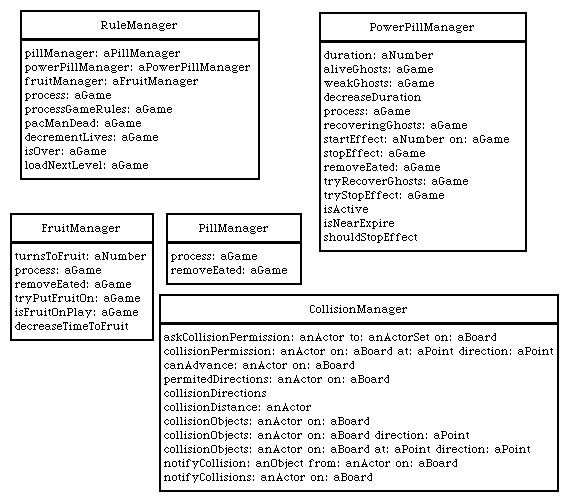 RuleManager
pillManager: aPillManager
powerPillManager: aPowerPillManager
fruitManager: aFruitManager
process: aGame
processGameRules: aGame
pacManDead: aGame
decrementLives: aGame
isOver: aGame
loadNextLevel: aGame
PowerPillManager
duration: aNumber
aliveGhosts: aGame
weakGhosts: aGame
decreaseDuration
process: aGame
recoveringGhosts: aGame
startEffect: aNumber on: aGame
stopEffect: aGame
removeEated: aGame
tryRecoverGhosts: aGame
tryStopEffect: aGame
isActive
isNearExpire
shouldStopEffect
FruitManager
turnsToFruit: aNumber
process: aGame
removeEated: aGame
tryPutFruitOn: aGame
isFruitOnPlay: aGame
decreaseTimeToFruit
PillManager
process: aGame
removeEated: aGame
CollisionManager
askCollisionPermission: anActor to: anActorSet on: aBoard
collisionPermission: anActor on: aBoard at: aPoint direction: aPoint
canAdvance: anActor on: aBoard
permitedDirections: anActor on: aBoard
collisionDirections
collisionDistance: anActor
collisionObjects: anActor on: aBoard
collisionObjects: anActor on: aBoard direction: aPoint
collisionObjects: anActor on: aBoard at: aPoint direction: aPoint
notifyCollision: anObject from: anActor on: aBoard
notifyCollisions: anActor on: aBoard